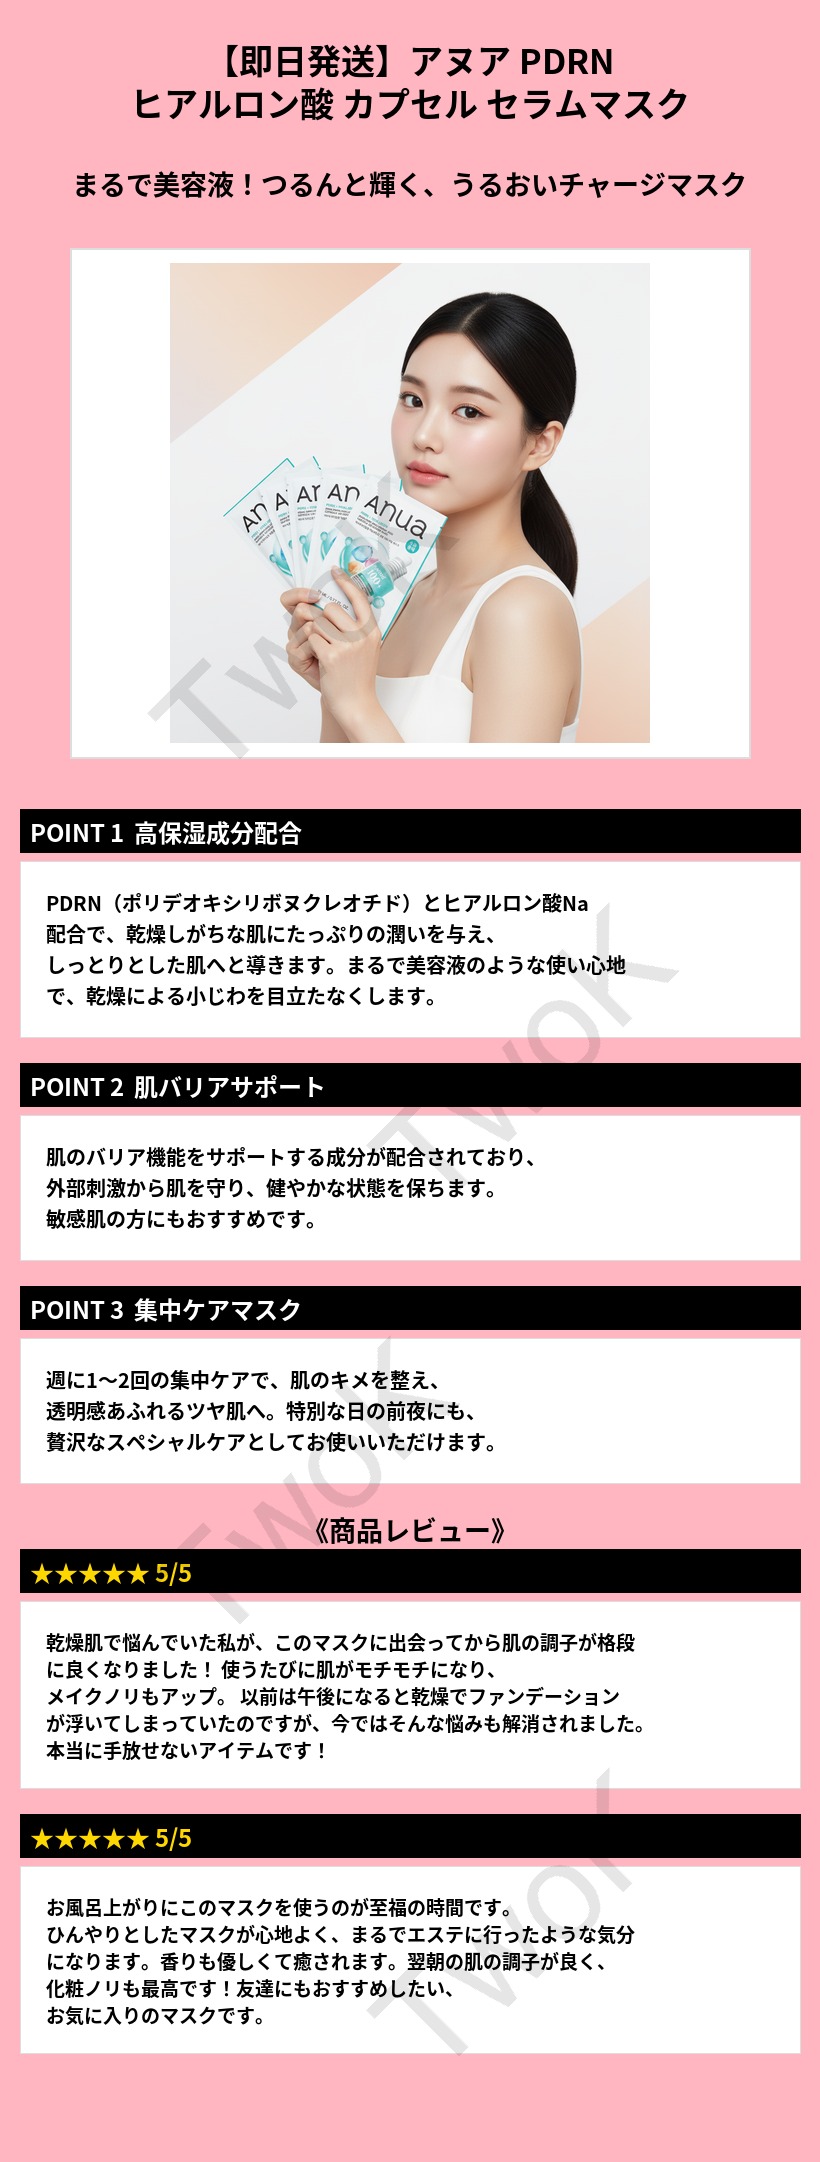 【即日発送】アヌア PDRN
ヒアルロン酸 カプセル セラムマスク
まるで美容液！つるんと輝く、うるおいチャージマスク
An
A
Ar
An
Anua
TwoK
POINT 1 高保湿成分配合
PDRN（ポリデオキシリボヌクレオチド）とヒアルロン酸Na
配合で、乾燥しがちな肌にたっぷりの潤いを与え、
しっとりとした肌へと導きます。まるで美容液のような使い心地
で、乾燥による小じわを目立たなくします。
TwoK
POINT 2 肌バリアサポート
肌のバリア機能をサポートする成分が配合されており、
外部刺激から肌を守り、健やかな状態を保ちます。
敏感肌の方にもおすすめです。
POINT 3 集中ケアマスク
週に1～2回の集中ケアで、肌のキメを整え、
透明感あふれるツヤ肌へ。特別な日の前夜にも、
贅沢なスペシャルケアとしてお使いいただけます。
TwoK
《商品レビュー》
★★★★★ 5/5
乾燥肌で悩んでいた私が、このマスクに出会ってから肌の調子が格段
に良くなりました！ 使うたびに肌がモチモチになり、
メイクノリもアップ。 以前は午後になると乾燥でファンデーション
が浮いてしまっていたのですが、今ではそんな悩みも解消されました。
本当に手放せないアイテムです！
★★★★★ 5/5
お風呂上がりにこのマスクを使うのが至福の時間です。
ひんやりとしたマスクが心地よく、まるでエステに行ったような気分
になります。香りも優しくて癒されます。翌朝の肌の調子が良く、
化粧ノリも最高です！友達にもおすすめしたい、
お気に入りのマスクです。
TwoK